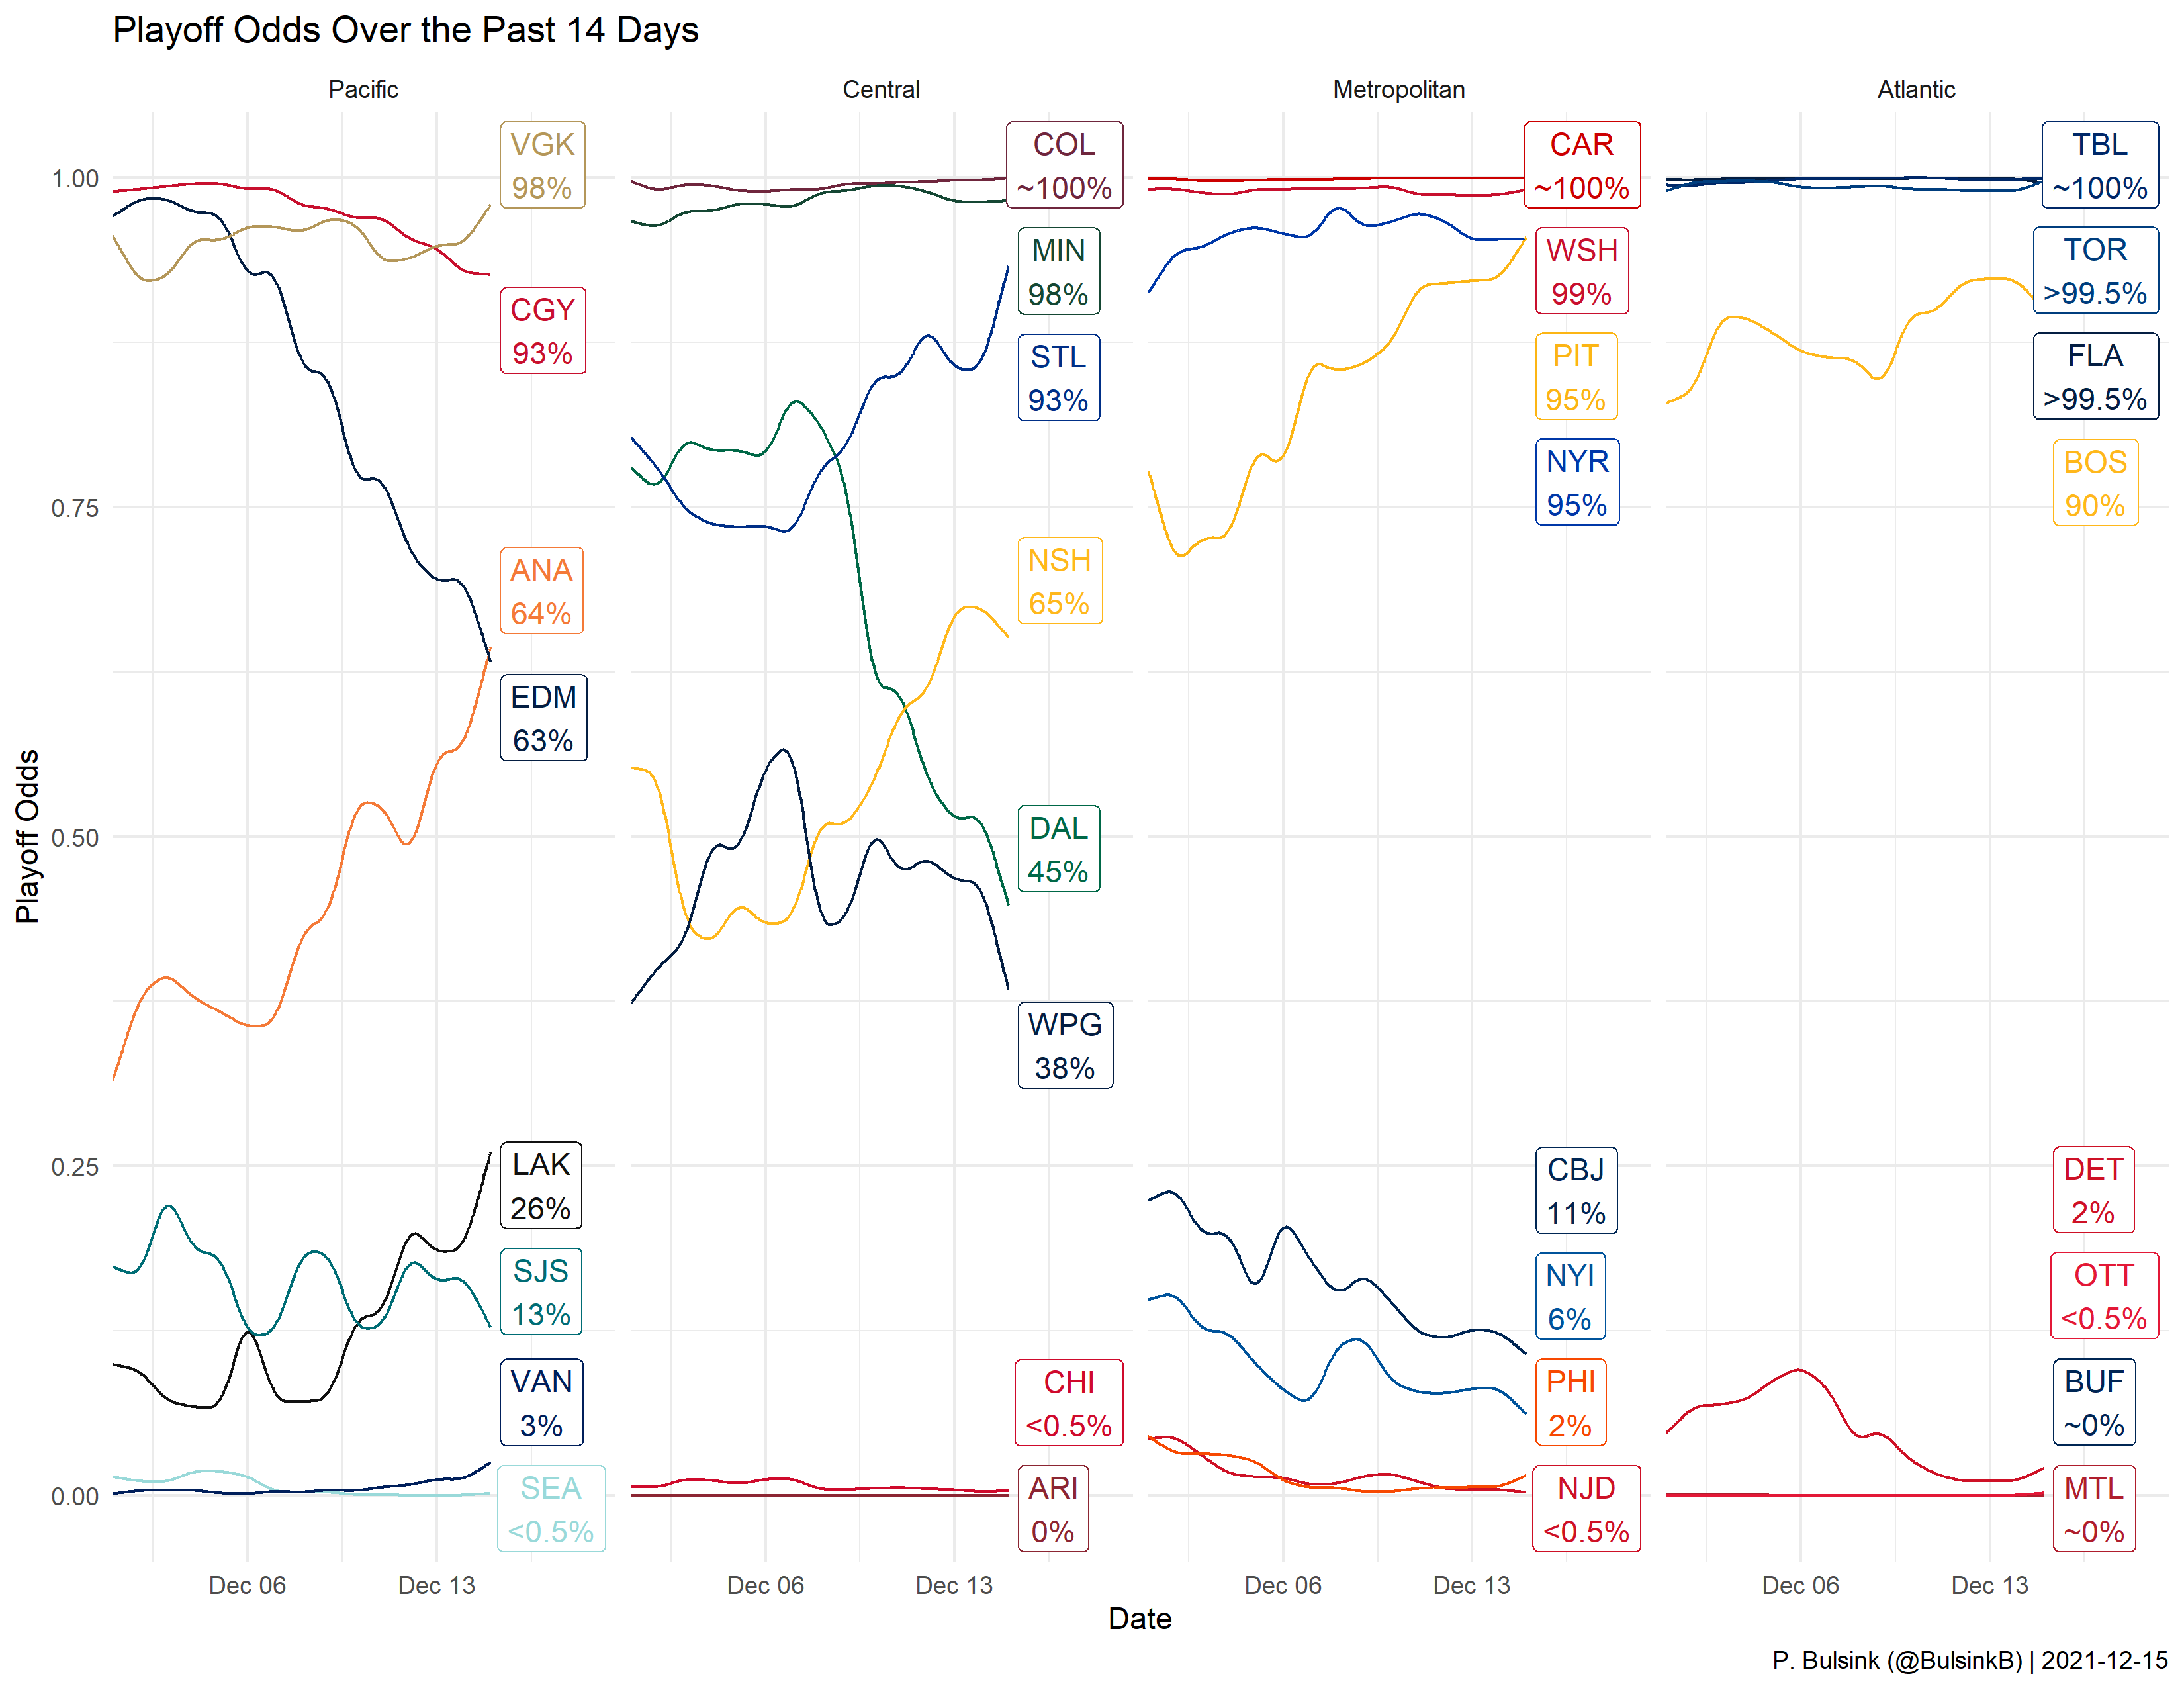 Playoff Odds Over the Past 14 Days
Pacific
Central
Metropolitan
Atlantic
Playoff Odds
1.00
0.75
0.50
0.25
0.00
VGK
98%
CGY
93%
ANA
64%
EDM
63%
LAK
26%
SJS
13%
VAN
3%
SEA
<0.5%
COL
~100%
MIN
98%
STL
93%
NSH
65%
DAL
45%
WPG
38%
CHI
<0.5%
ARI
0%
CAR
~100%
WSH
99%
PIT
95%
NYR
95%
CBJ
11%
NYI
6%
PHI
2%
NJD
<0.5%
TBL
~100%
TOR
>99.5%
FLA
>99.5%
BOS
90%
DET
2%
OTT
<0.5%
BUF
~0%
MTL
~0%
Dec 06
Dec 13
Dec 06
Dec 13
Dec 06
Dec 13
Dec 06
Dec 13
Date
P. Bulsink (@BulsinkB) | 2021-12-15